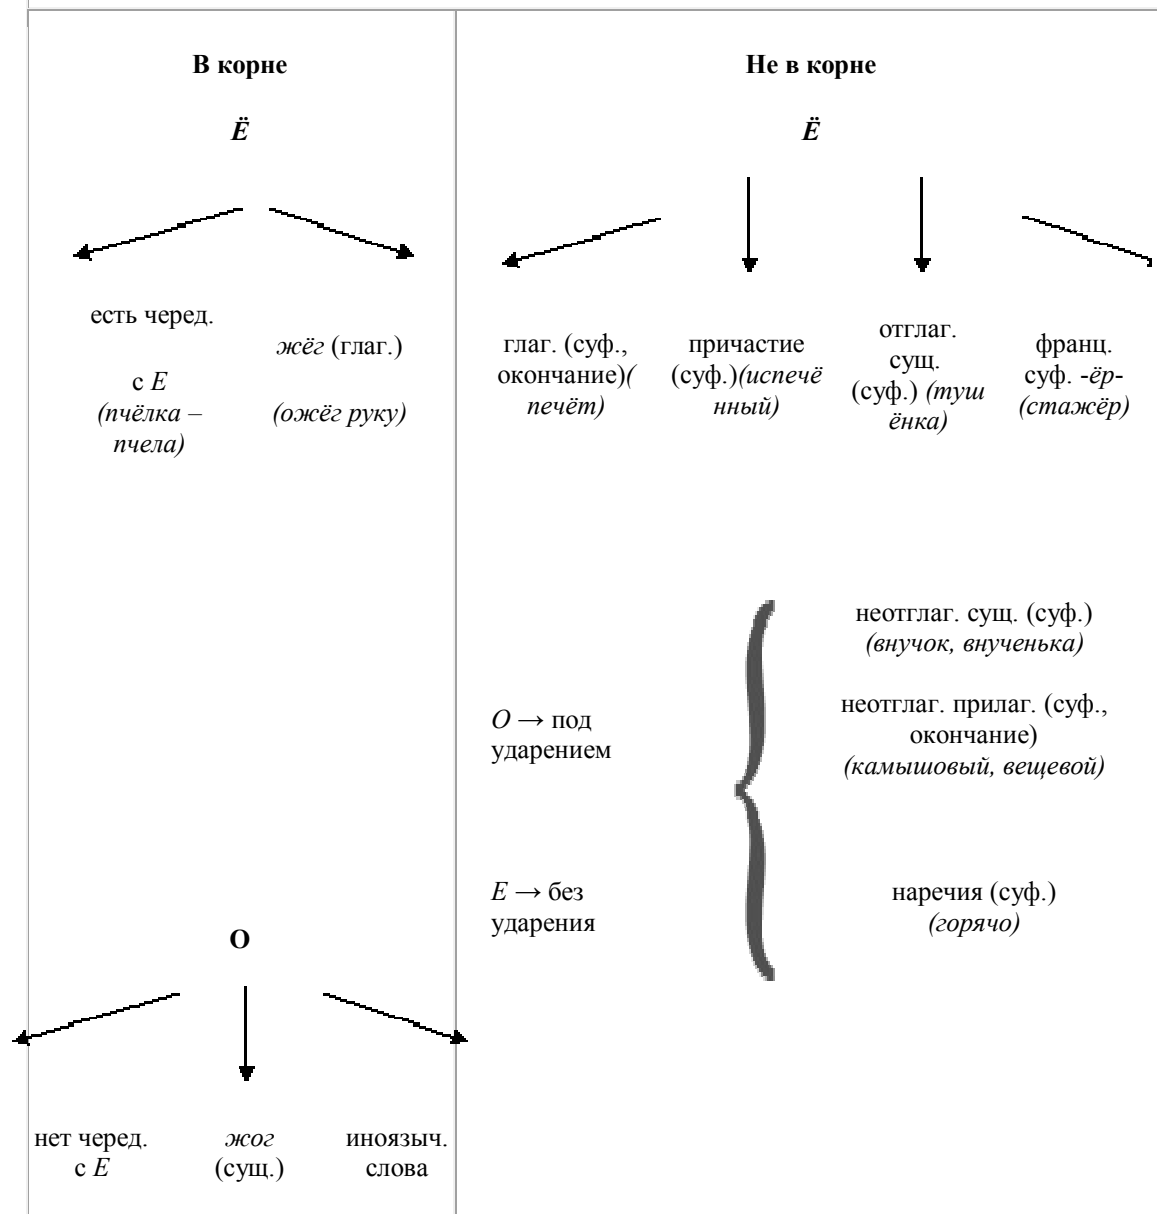 В корне
Ё
есть черед.
с Е
(пчёлка –
пчела)
жёг (глаг.)
(ожёг руку)
О
нет черед.
с Е
жог
(сущ.)
иноязыч.
слова
Не в корне
Ё
глаг. (суф.,
окончание)(
печёт)
причастие
(суф.)(испечё
нный)
отглаг.
сущ.
(суф.) (туш
ёнка)
франц.
суф. -ёр-
(стажёр)
О → под
ударением
Е → без
ударения
неотглаг. сущ. (суф.)
(внучок, внученька)
неотглаг. прилаг. (суф.,
окончание)
(камышовый, вещевой)
наречия (суф.)
(горячо)